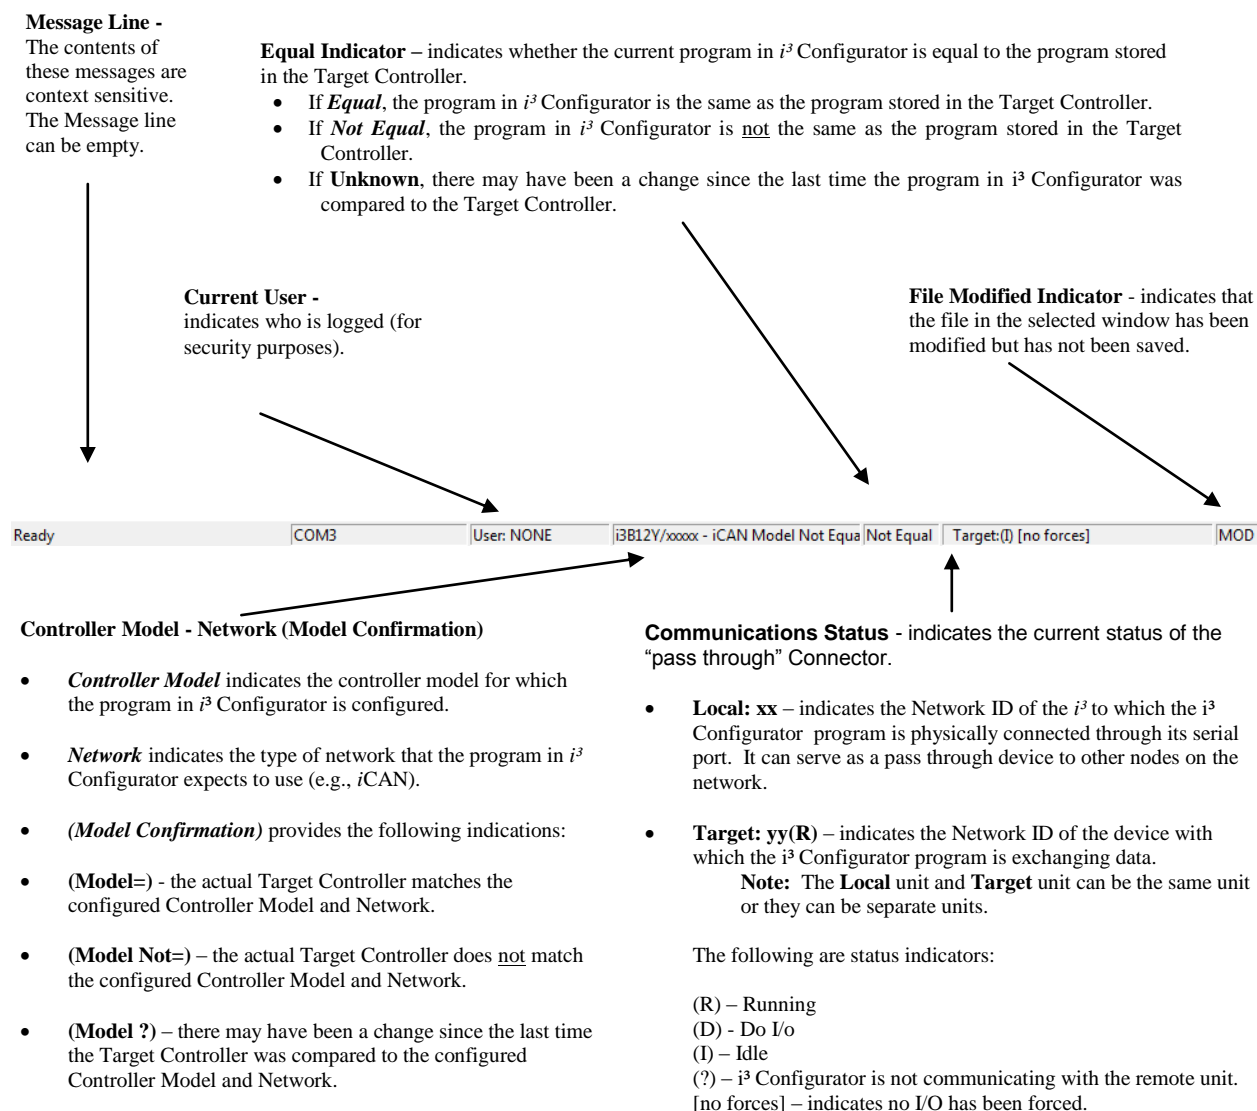 Message Line -
The contents of
these messages are
context sensitive.
The Message line
can be empty.
Equal Indicator – indicates whether the current program in i³ Configurator is equal to the program stored
in the Target Controller.
• If Equal, the program in i³ Configurator is the same as the program stored in the Target Controller.
• If Not Equal, the program in i³ Configurator is not the same as the program stored in the Target
Controller.
• If Unknown, there may have been a change since the last time the program in i³ Configurator was
compared to the Target Controller.
Current User -
indicates who is logged (for
security purposes).
File Modified Indicator - indicates that
the file in the selected window has been
modified but has not been saved.
Ready COM3 User: NONE i3B12Y/xxxxx - iCAN Model Not Equa Not Equal Target:(I) [no forces] MOD
Controller Model - Network (Model Confirmation)
• Controller Model indicates the controller model for which
the program in i³ Configurator is configured.
• Network indicates the type of network that the program in i³
Configurator expects to use (e.g., iCAN).
• (Model Confirmation) provides the following indications:
• (Model=) - the actual Target Controller matches the
configured Controller Model and Network.
• (Model Not=) – the actual Target Controller does not match
the configured Controller Model and Network.
• (Model ?) – there may have been a change since the last time
the Target Controller was compared to the configured
Controller Model and Network.
Communications Status - indicates the current status of the
“pass through” Connector.
• Local: xx – indicates the Network ID of the i³ to which the i³
Configurator program is physically connected through its serial
port. It can serve as a pass through device to other nodes on the
network.
• Target: yy(R) – indicates the Network ID of the device with
which the i³ Configurator program is exchanging data.
Note: The Local unit and Target unit can be the same unit
or they can be separate units.
The following are status indicators:
(R) – Running
(D) - Do I/o
(I) – Idle
(?) – i³ Configurator is not communicating with the remote unit.
[no forces] – indicates no I/O has been forced.